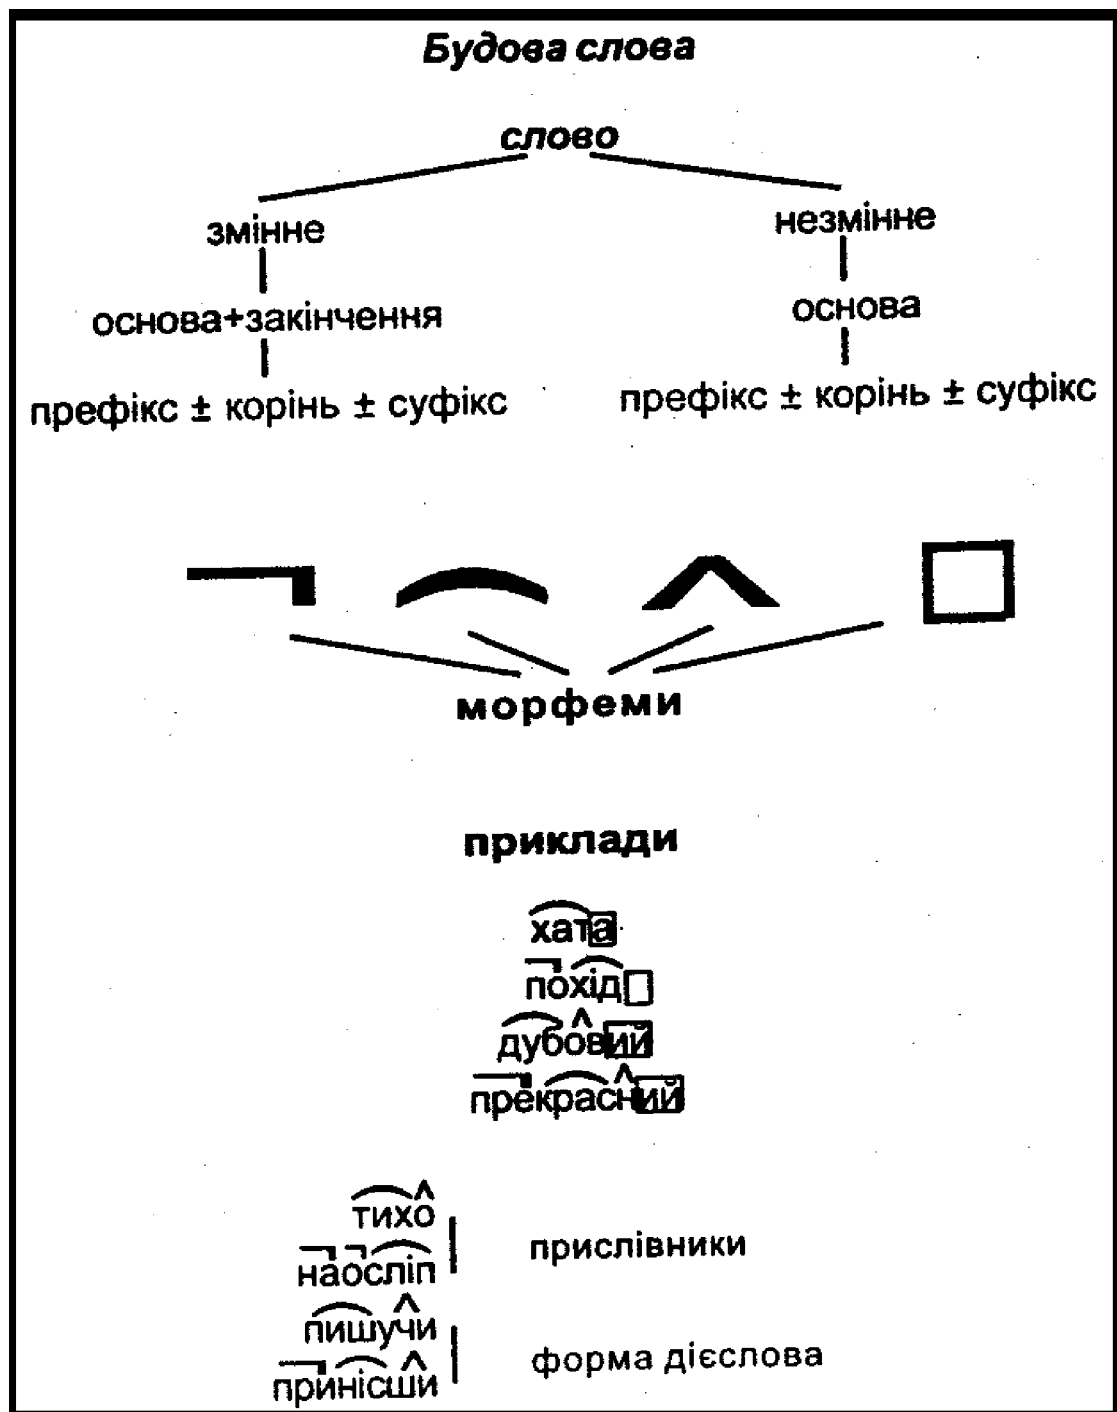 Будова слова
слово
змінне незмінне
основа+закінчення основа
префікс ± корінь ± суфікс префікс ± корінь ± суфікс
морфеми
приклади
хата
похід
дубовий
прекрасний
тихо
наосліп
прислівники
пишучи
принісши
форма дієслова